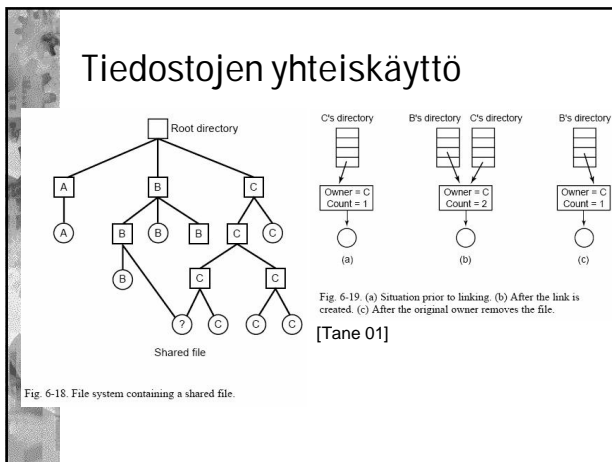 Tiedostojen yhteiskäyttö
Root directory
A B C
A B B B C C
B C C
? C C C
Shared file
Fig. 6-18. File system containing a shared file.
C's directory B's directory C's directory B's directory
Owner = C Owner = C Owner = C
Count = 1 Count = 2 Count = 1
(a) (b) (c)
Fig. 6-19. (a) Situation prior to linking. (b) After the link is
created. (c) After the original owner removes the file.
[Tane 01]